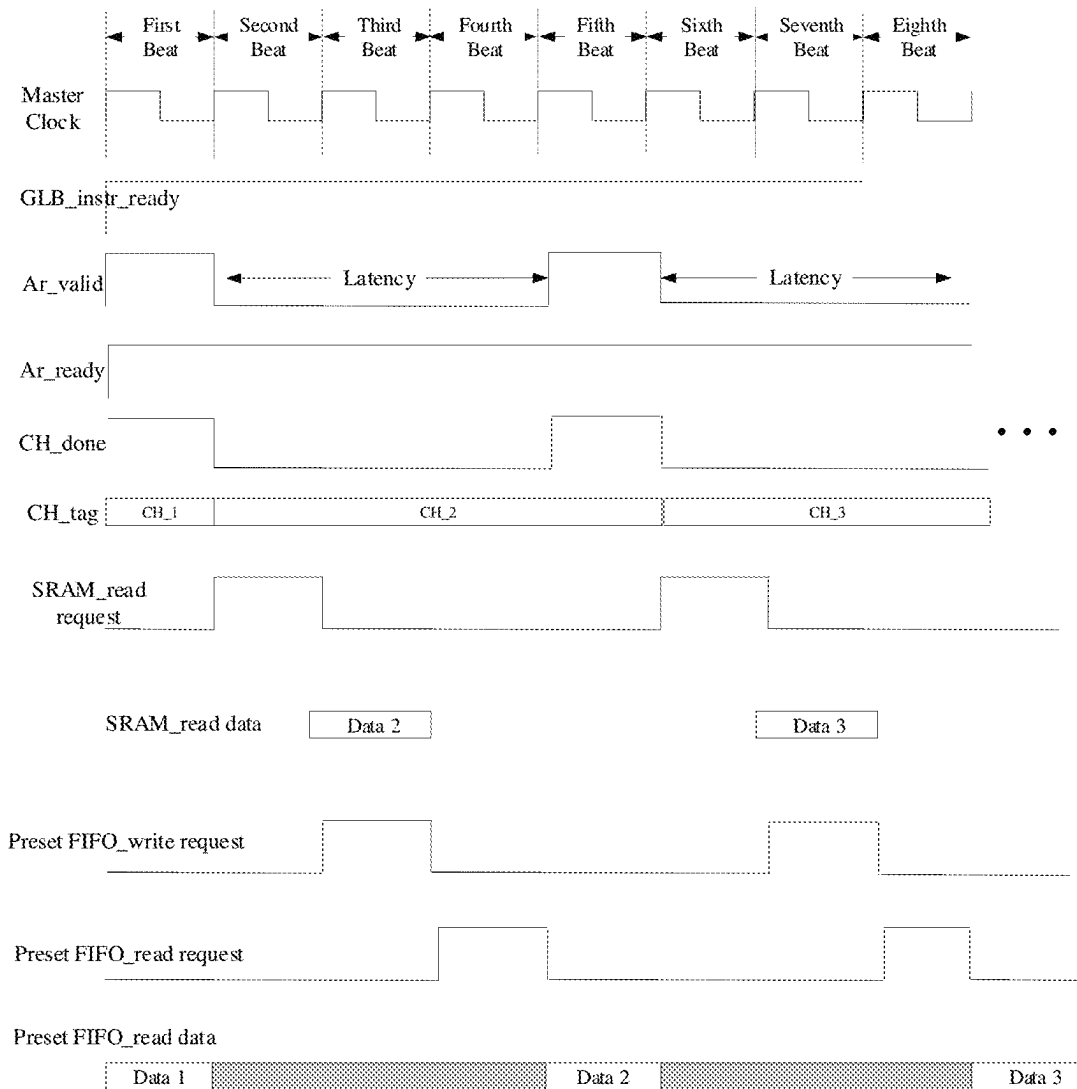 First Second Third Fourth Fifth Sixth Seventh Eighth
Beat Beat Beat Beat Beat Beat Beat Beat
Master
Clock
GLB_instr_ready
Ar_valid Latency Latency
Ar_ready
CH_done
CH_tag CH_1 CH_2 CH_3
SRAM_read
request
SRAM_read data Data 2 Data 3
Preset FIFO_write request
Preset FIFO_read request
Preset FIFO_read data
Data 1 Data 2 Data 3